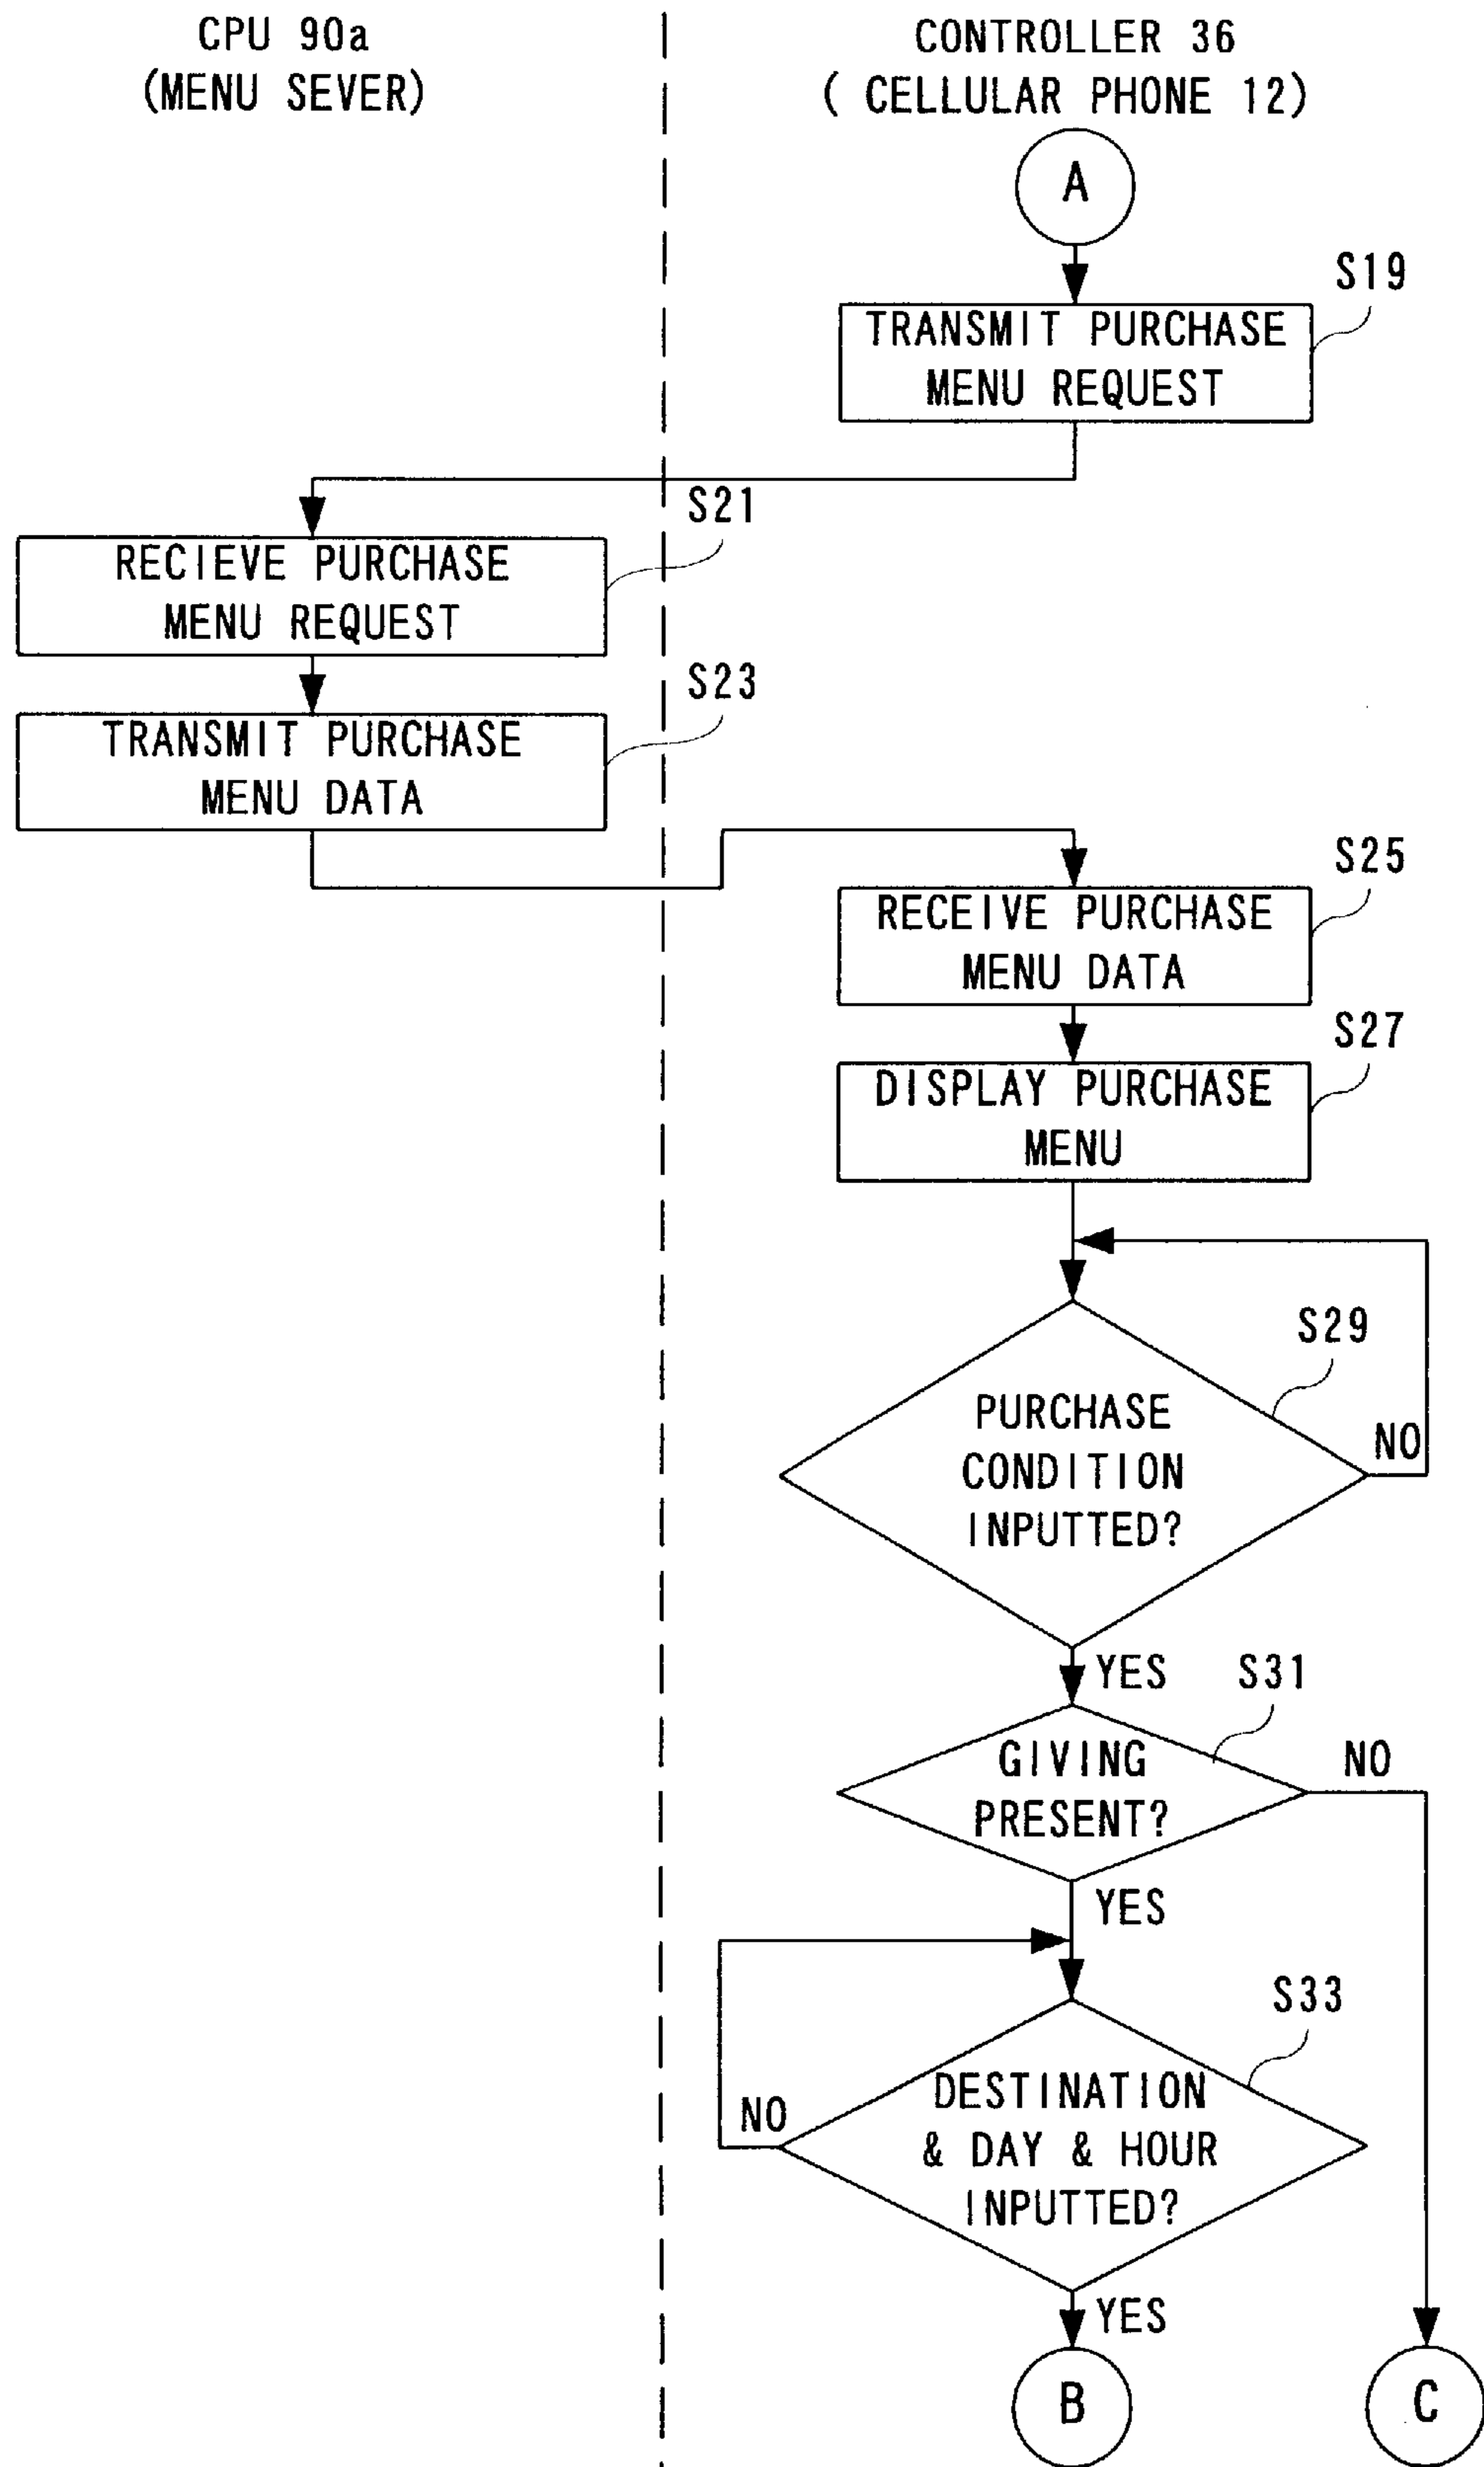 CPU 90a
(MENU SEVER)
CONTROLLER 36
( CELLULAR PHONE 12)
A
S19
TRANSMIT PURCHASE
MENU REQUEST
S21
RECIEVE PURCHASE
MENU REQUEST
S23
TRANSMIT PURCHASE
MENU DATA
S25
RECEIVE PURCHASE
MENU DATA
S27
DISPLAY PURCHASE
MENU
S29
PURCHASE
CONDITION
INPUTTED?
NO
YES
S31
GIVING
PRESENT?
NO
YES
S33
DESTINATION
& DAY & HOUR
INPUTTED?
NO
YES
B
C